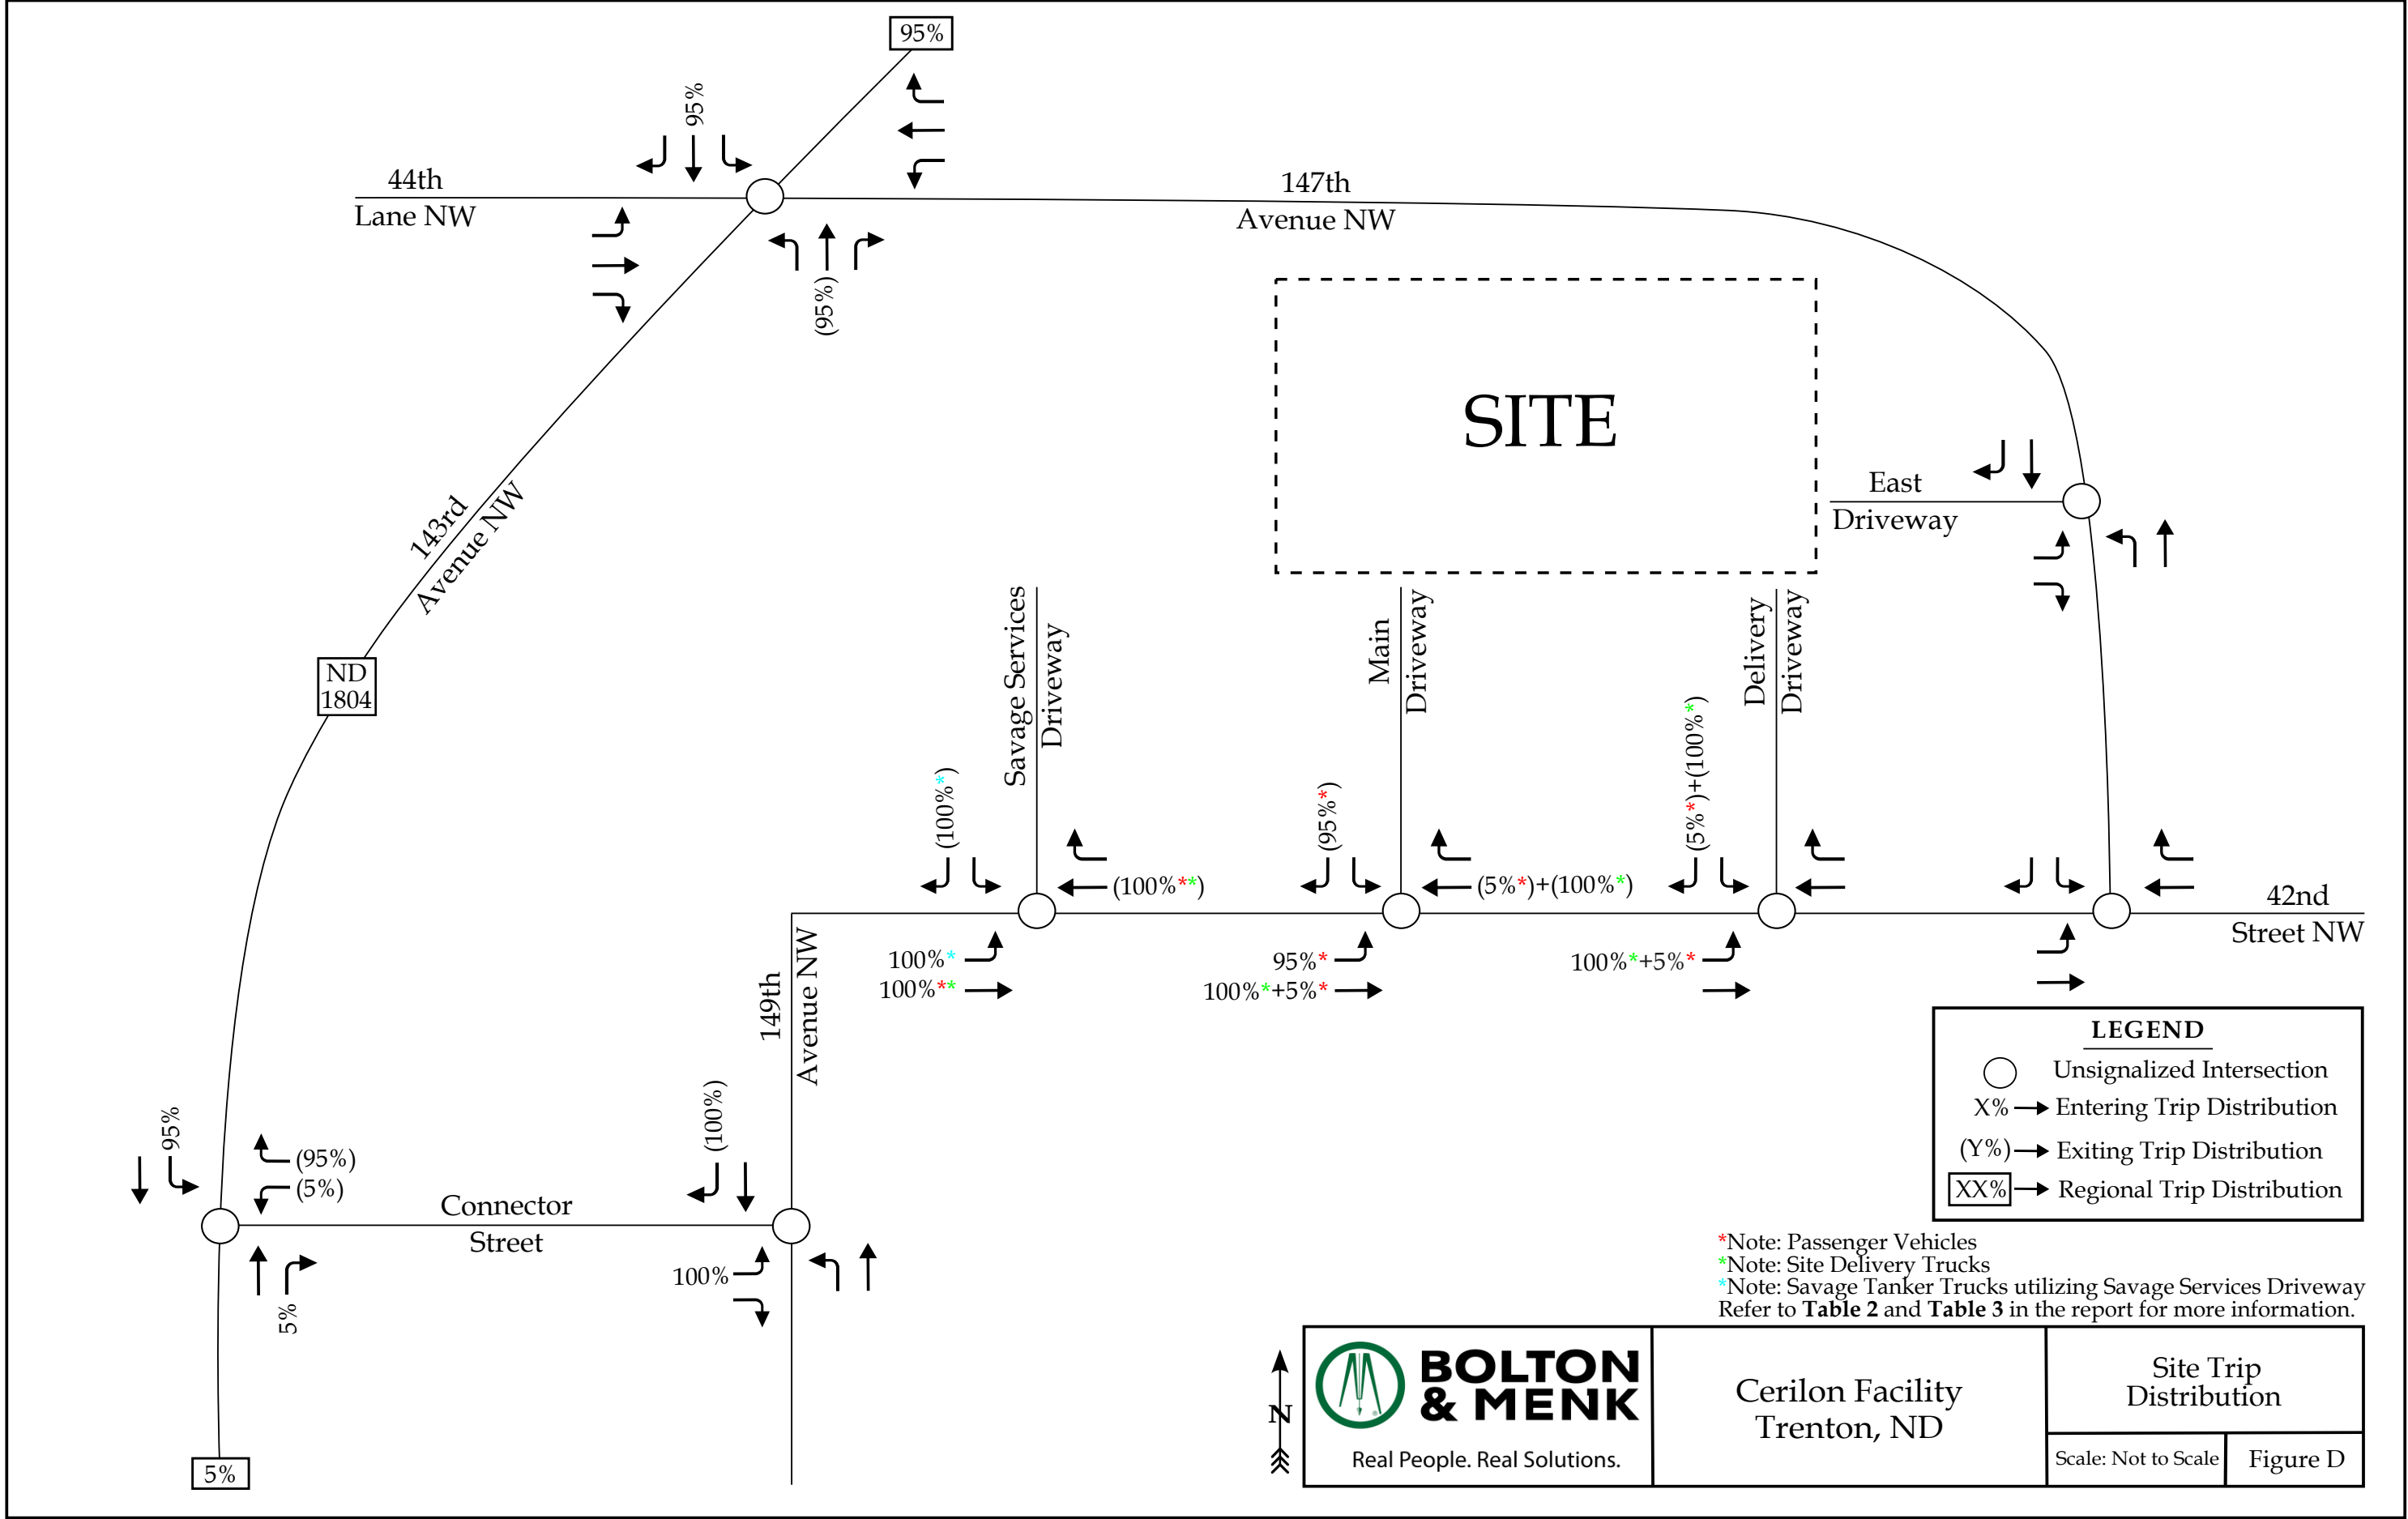 95%
95%
44th
Lane NW
147th
Avenue NW
(95%)
SITE
143rd
Avenue NW
East
Driveway
ND
1804
Savage Services
Driveway
Main
Driveway
Delivery
Driveway
(100%*)
(95%*)
(5%*)+(100%*)
(100%**)
(5%*)+(100%*)
42nd
Street NW
100%*
100%**
95%*
100%*+5%*
100%*+5%*
149th
Avenue NW
95%
(95%)
(5%)
(100%)
Connector
Street
100%
5%
5%
LEGEND
Unsignalized Intersection
X% Entering Trip Distribution
(Y%) Exiting Trip Distribution
XX% Regional Trip Distribution
*Note: Passenger Vehicles
*Note: Site Delivery Trucks
*Note: Savage Tanker Trucks utilizing Savage Services Driveway
Refer to Table 2 and Table 3 in the report for more information.
N
BOLTON
& MENK
®
Real People. Real Solutions.
Cerilon Facility
Trenton, ND
Site Trip
Distribution
Scale: Not to Scale
Figure D